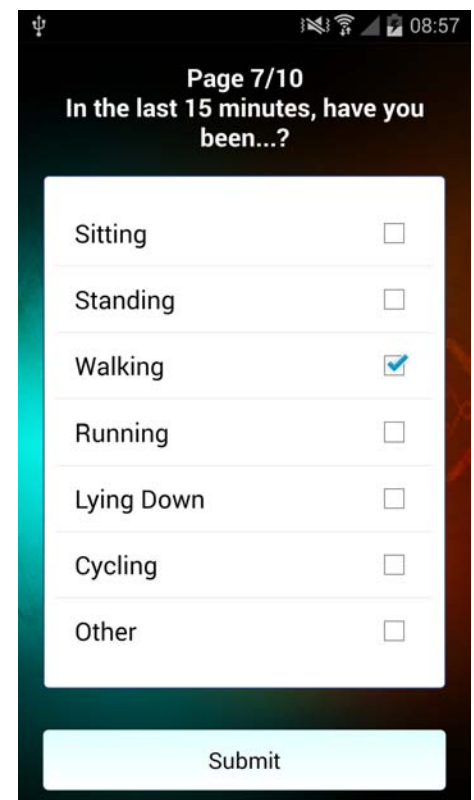 08:57
Page 7/10
In the last 15 minutes, have you
been...?
Sitting
Standing
Walking
Running
Lying Down
Cycling
Other
Submit